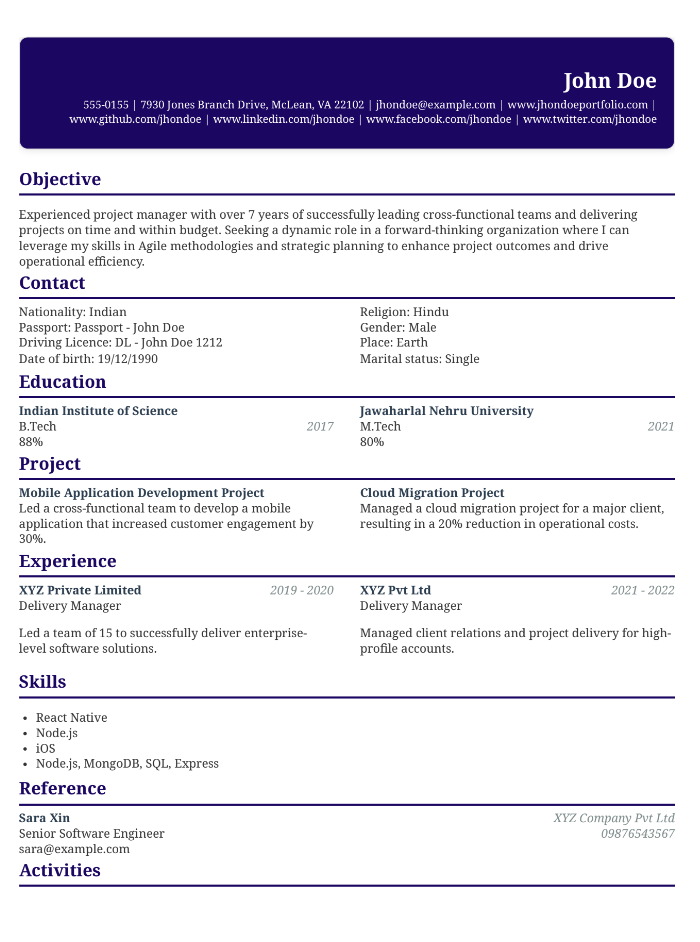 John Doe
555-0155 | 7930 Jones Branch Drive, McLean, VA 22102 | jhondoe@example.com | www.jhondoeportfolio.com |
www.github.com/jhondoe | www.linkedin.com/jhondoe | www.facebook.com/jhondoe | www.twitter.com/jhondoe
Objective
Experienced project manager with over 7 years of successfully leading cross-functional teams and delivering
projects on time and within budget. Seeking a dynamic role in a forward-thinking organization where I can
leverage my skills in Agile methodologies and strategic planning to enhance project outcomes and drive
operational efficiency.
Contact
Nationality: Indian
Passport: Passport - John Doe
Driving Licence: DL - John Doe 1212
Date of birth: 19/12/1990
Religion: Hindu
Gender: Male
Place: Earth
Marital status: Single
Education
Indian Institute of Science
B.Tech 2017
88%
Jawaharlal Nehru University
M.Tech 2021
80%
Project
Mobile Application Development Project
Led a cross-functional team to develop a mobile
application that increased customer engagement by
30%.
Cloud Migration Project
Managed a cloud migration project for a major client,
resulting in a 20% reduction in operational costs.
Experience
XYZ Private Limited 2019 - 2020
Delivery Manager
Led a team of 15 to successfully deliver enterprise-
level software solutions.
XYZ Pvt Ltd 2021 - 2022
Delivery Manager
Managed client relations and project delivery for high-
profile accounts.
Skills
• React Native
• Node.js
• iOS
• Node.js, MongoDB, SQL, Express
Reference
Sara Xin XYZ Company Pvt Ltd
Senior Software Engineer 09876543567
sara@example.com
Activities